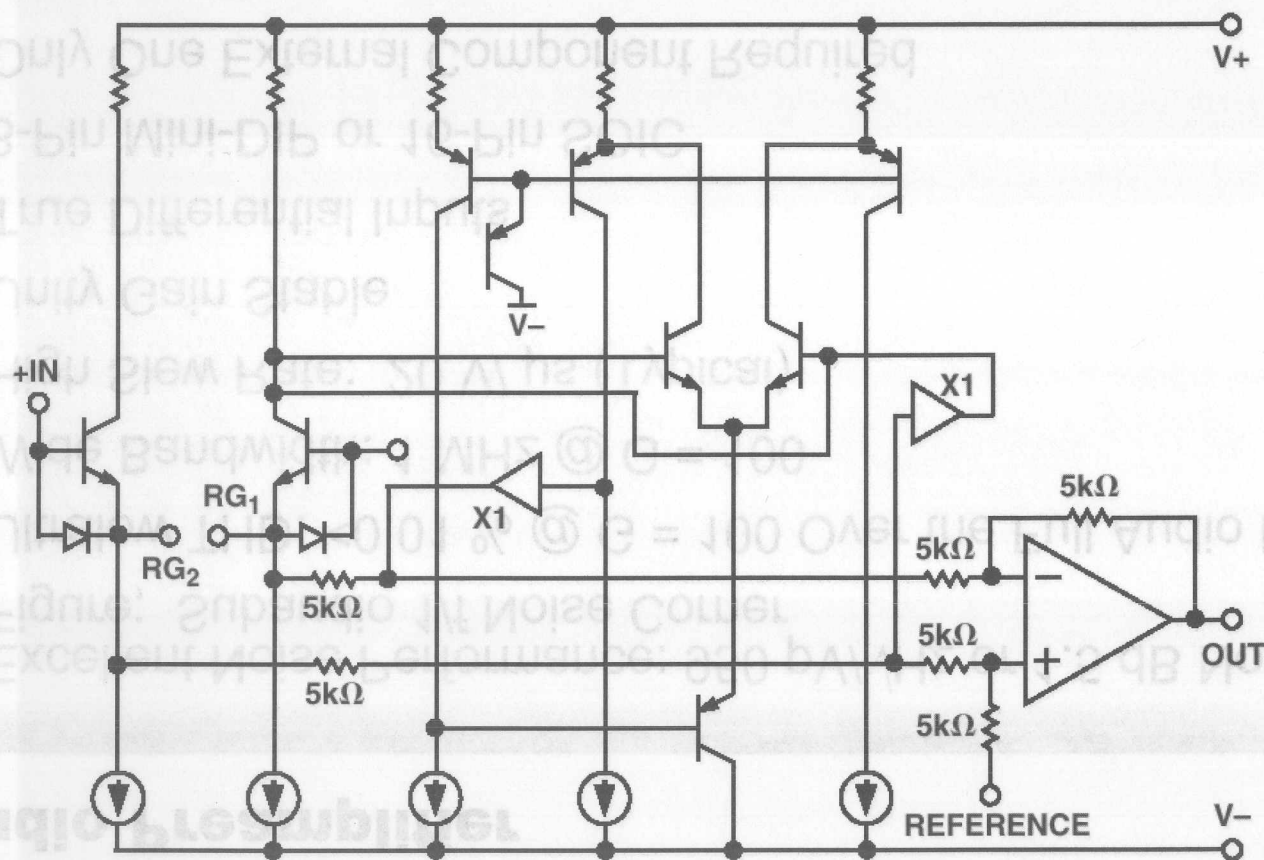 V+
V−
+IN
X1
RG1
X1
RG2
5kΩ
5kΩ
5kΩ
5kΩ
5kΩ
5kΩ
−
+
OUT
REFERENCE
V−